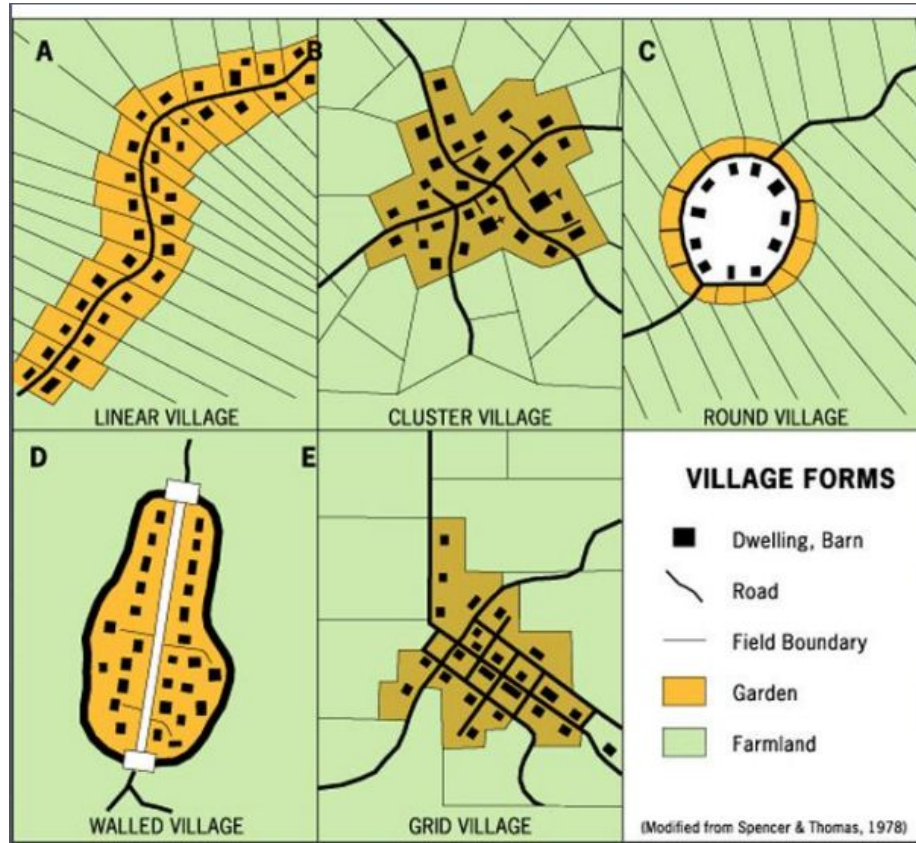 A
B
C
LINEAR VILLAGE
CLUSTER VILLAGE
ROUND VILLAGE
D
E
VILLAGE FORMS
Dwelling, Barn
Road
Field Boundary
Garden
Farmland
WALLED VILLAGE
GRID VILLAGE
(Modified from Spencer & Thomas, 1978)